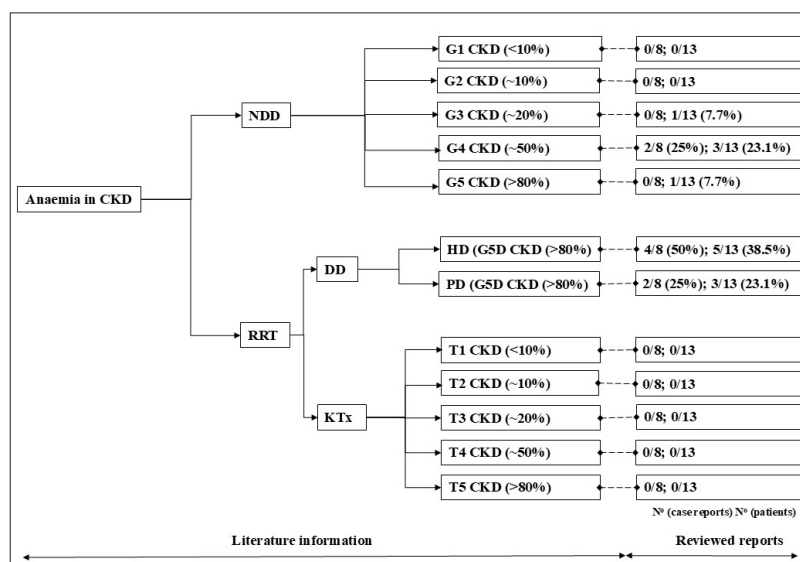 G1 CKD (<10%) 0/8; 0/13
G2 CKD (~10%) 0/8; 0/13
NDD G3 CKD (~20%) 0/8; 1/13 (7.7%)
G4 CKD (~50%) 2/8 (25%); 3/13 (23.1%)
G5 CKD (>80%) 0/8; 1/13 (7.7%)
Anaemia in CKD
HD (G5D CKD (>80%) 4/8 (50%); 5/13 (38.5%)
DD
PD (G5D CKD (>80%) 2/8 (25%); 3/13 (23.1%)
RRT
T1 CKD (<10%) 0/8; 0/13
T2 CKD (~10%) 0/8; 0/13
KTx T3 CKD (~20%) 0/8; 0/13
T4 CKD (~50%) 0/8; 0/13
T5 CKD (>80%) 0/8; 0/13
Nº (case reports) Nº (patients)
Literature information Reviewed reports